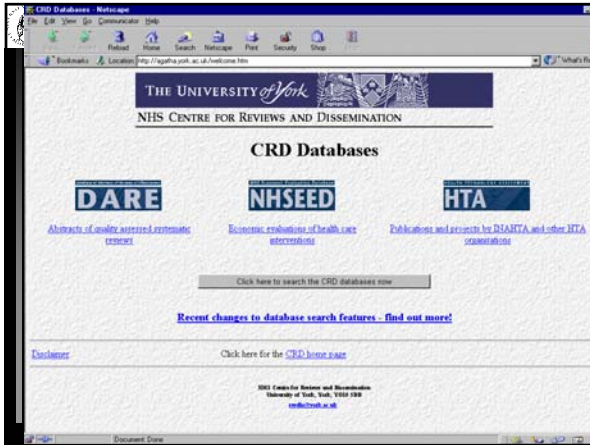 CRD Databases - Netscape
File Edit View Go Communicator Help
Reload Home Search Netscape Print Security Shop
Bookmarks Location: http://agatha.york.ac.uk/welcome.htm What's Re
THE UNIVERSITY of York
NHS CENTRE FOR REVIEWS AND DISSEMINATION
CRD Databases
DARE NHSEED HTA
Abstracts of quality assessed systematic reviews
Economic evaluations of health care interventions
Publications and projects by INAHTA and other HTA organisations
Click here to search the CRD databases now
Recent changes to database search features - find out more!
Disclaimer Click here for the CRD home page
NHS Centre for Reviews and Dissemination
University of York, York, YO10 5DD
Document Done